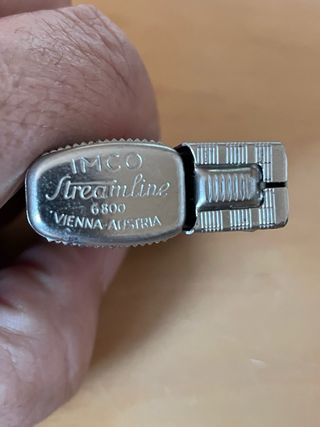 IMCO
Streamline
6800
VIENNA-AUSTRIA